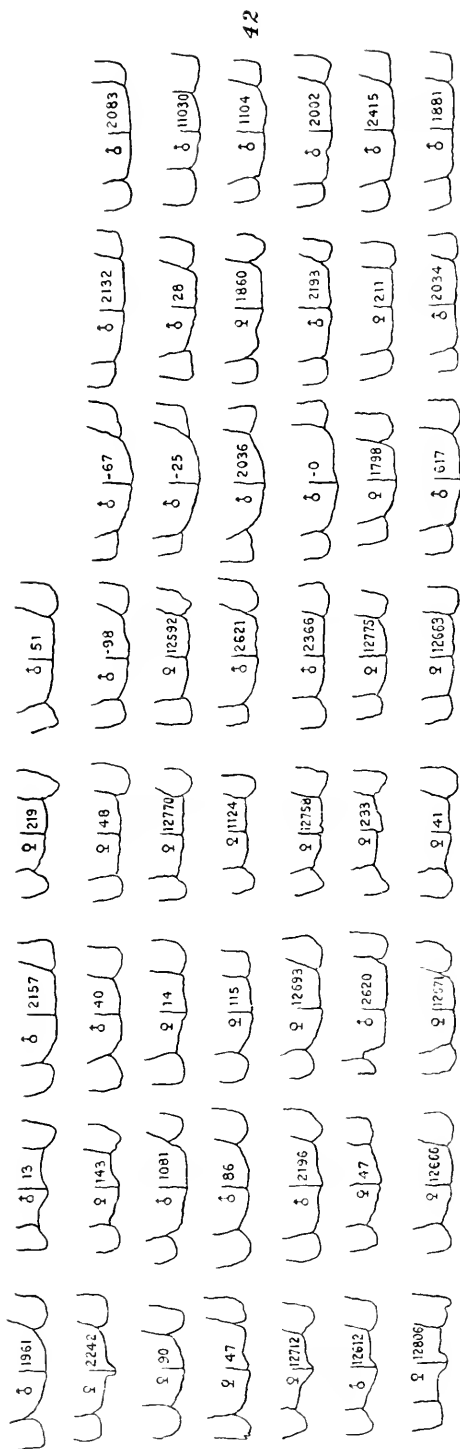 ♂ 1961 ♂ 13 ♂ 2157 ♀ 219 ♂ 51
♀ 2242 ♀ 143 ♂ 40 ♀ 48 ♂ -98 ♂ -67 ♂ 2132 ♂ 2083
♀ 90 ♂ 1081 ♀ 14 ♀ 12770 ♀ 12592 ♂ -25 ♂ 28 ♂ 11030
♀ 47 ♂ 86 ♀ 115 ♀ 1124 ♂ 2621 ♂ 2036 ♀ 1860 ♂ 1104
♀ 12712 ♂ 2196 ♀ 12693 ♀ 12758 ♂ 2366 ♂ -0 ♂ 2193 ♂ 2002
♂ 12612 ♀ 47 ♂ 2620 ♀ 233 ♀ 12775 ♀ 1798 ♀ 211 ♂ 2415
♀ 12806 ♀ 12666 ♀ ♀ 41 ♀ 12663 ♂ 617 ♂ 2034 ♂ 1881
42